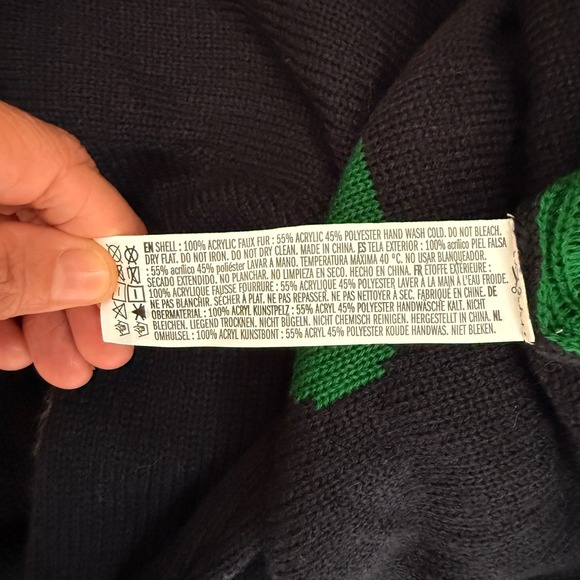 EN SHELL : 100% ACRYLIC FAUX FUR : 55% ACRYLIC 45% POLYESTER HAND WASH COLD. DO NOT BLEACH.
DRY FLAT. DO NOT IRON. DO NOT DRY CLEAN. MADE IN CHINA. ES TELA EXTERIOR : 100% acrílico PIEL FALSA
: 55% acrílico 45% poliéster LAVAR A MANO. TEMPERATURA MÁXIMA 40 °C. NO USAR BLANQUEADOR.
SECADO EXTENDIDO. NO PLANCHAR. NO LIMPIEZA EN SECO. HECHO EN CHINA. FR ÉTOFFE EXTÉRIEURE :
100% ACRYLIQUE FAUSSE FOURRURE : 55% ACRYLIQUE 45% POLYESTER LAVER À LA MAIN À L'EAU FROIDE.
NE PAS BLANCHIR. SÉCHER À PLAT. NE PAS REPASSER. NE PAS NETTOYER À SEC. FABRIQUÉ EN CHINE. DE
OBERMATERIAL : 100% ACRYL KUNSTPELZ : 55% ACRYL 45% POLYESTER HANDWÄSCHE KALT. NICHT
BLEICHEN. LIEGEND TROCKNEN. NICHT BÜGELN. NICHT CHEMISCH REINIGEN. HERGESTELLT IN CHINA. NL
OMHULSEL : 100% ACRYL KUNSTBONT : 55% ACRYL 45% POLYESTER KOUDE HANDWAS. NIET BLEKEN.